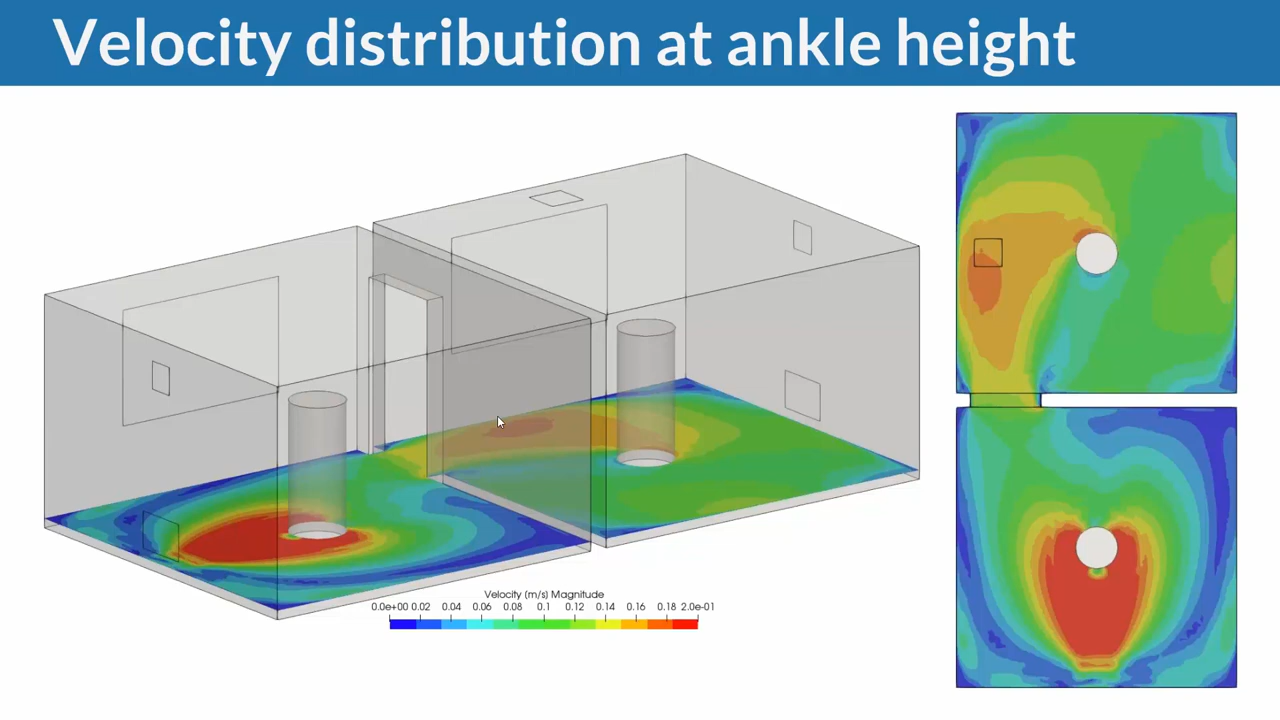 Velocity distribution at ankle height
Velocity [m/s] Magnitude
0.0e+00 0.02 0.04 0.06 0.08 0.1 0.12 0.14 0.16 0.18 2.0e-01